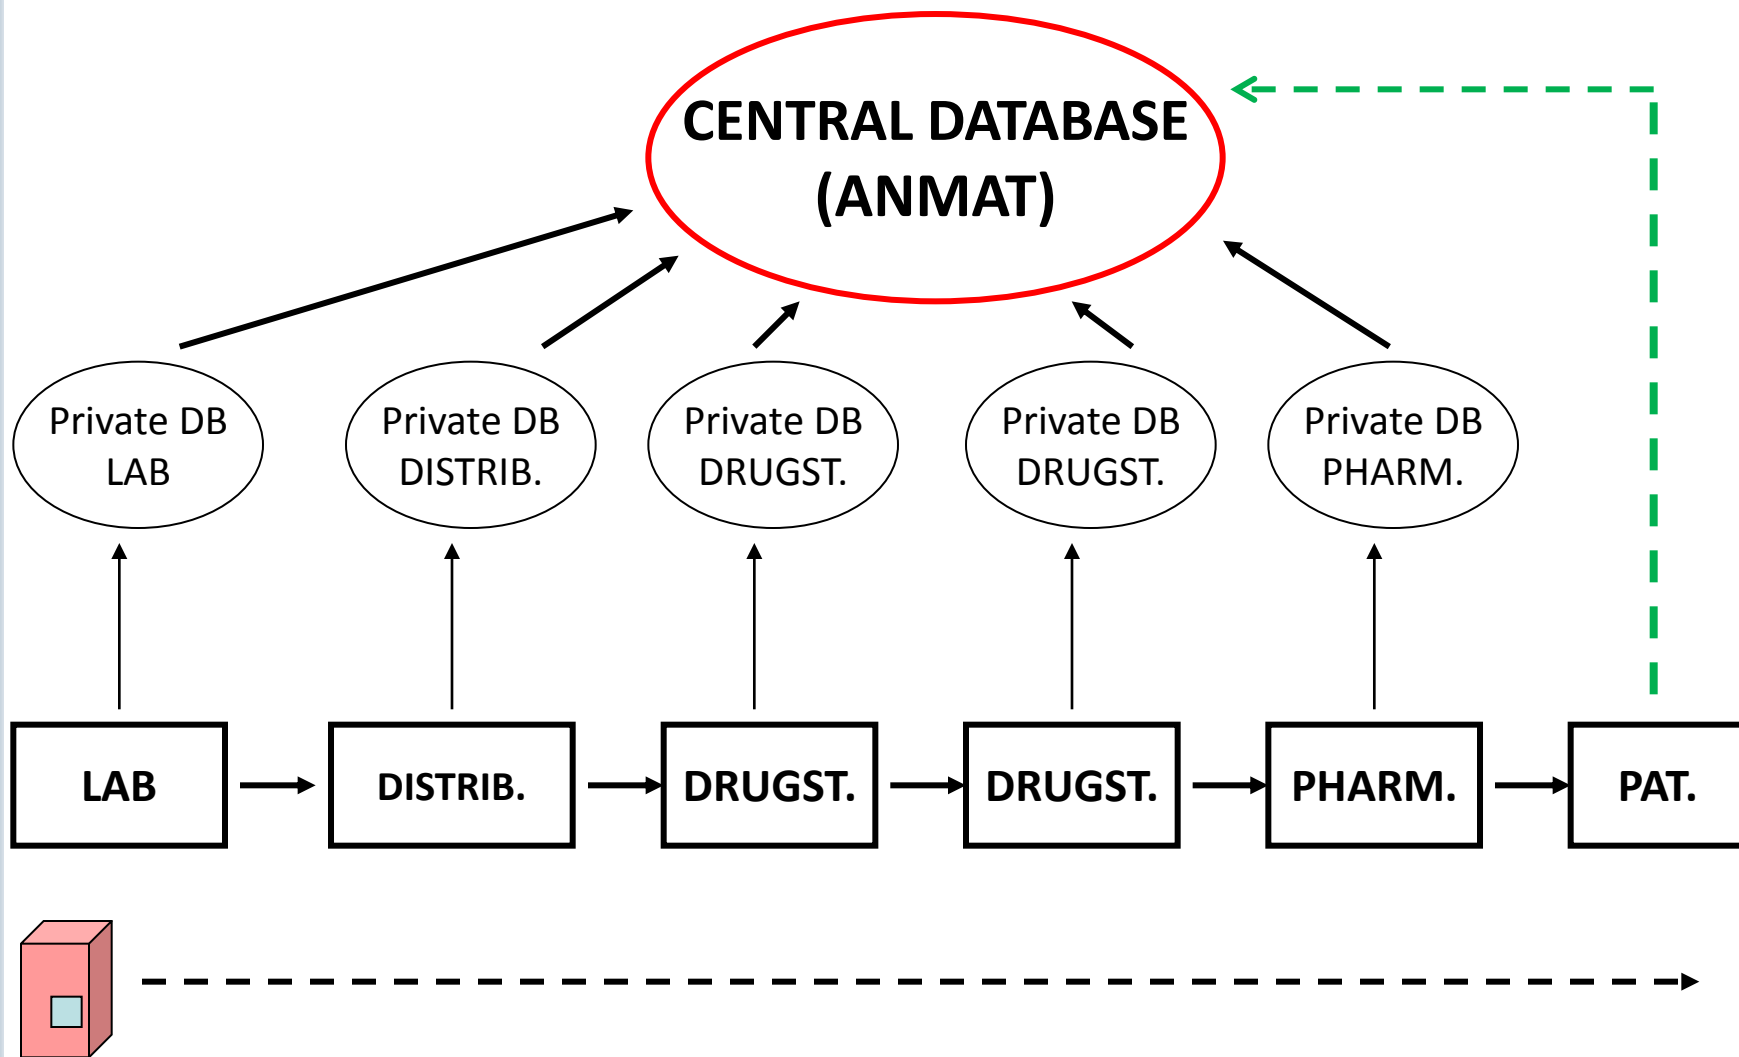 CENTRAL DATABASE
(ANMAT)
Private DB
LAB
Private DB
DISTRIB.
Private DB
DRUGST.
Private DB
DRUGST.
Private DB
PHARM.
LAB
DISTRIB.
DRUGST.
DRUGST.
PHARM.
PAT.